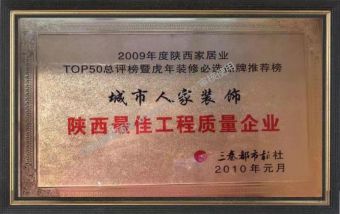 2009年度陕西家居业
TOP50总评榜暨虎年装修必选品牌推荐榜
城市人家装饰
陕西最佳工程质量企业
三秦都市报社
2010年元月